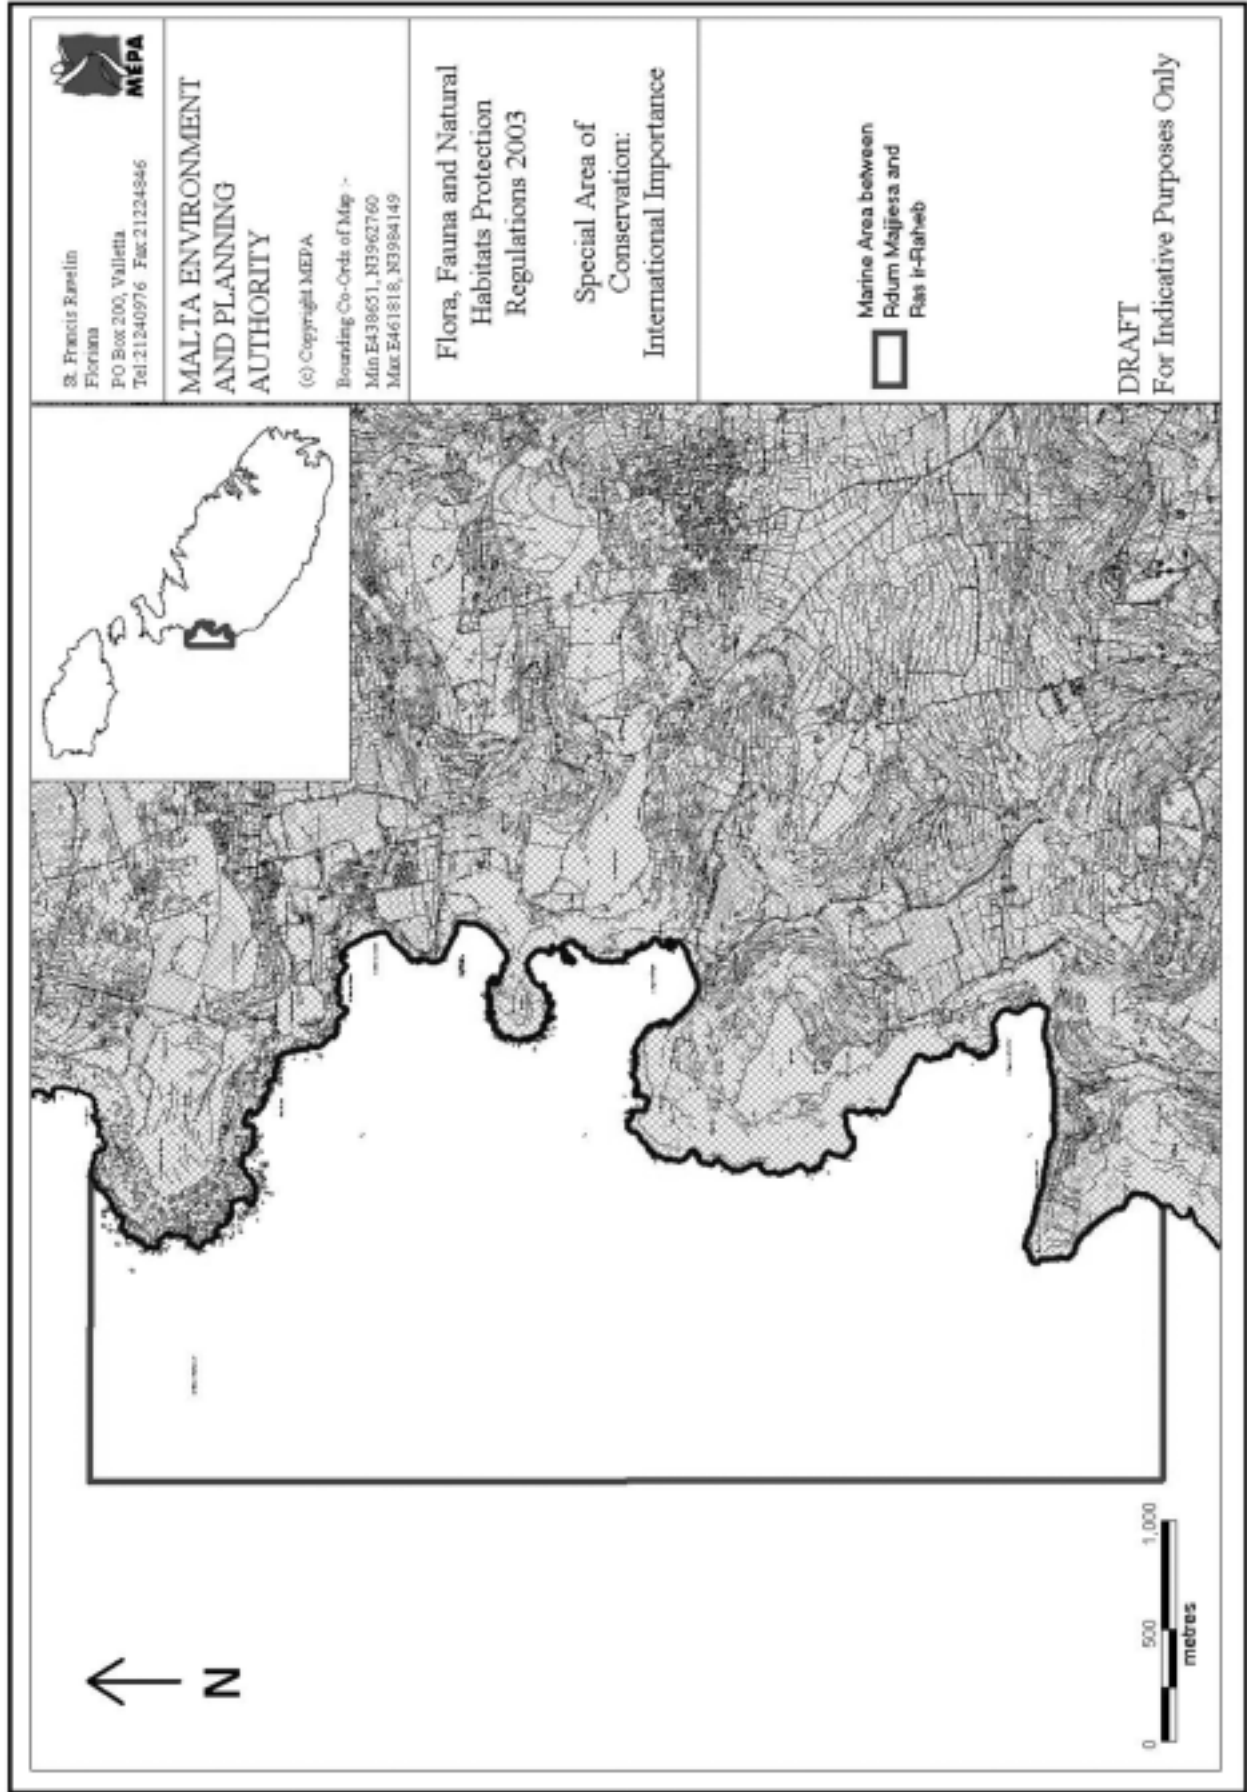 MEPA
St. Francis Ravelin
Floriana
PO Box 200, Valletta
Tel:21240976 Fax:21224846
MALTA ENVIRONMENT
AND PLANNING
AUTHORITY
(c) Copyright MEPA
Bounding Co-Ords of Map :-
Min E438651, N3962760
Max E461818, N3984149
Flora, Fauna and Natural
Habitats Protection
Regulations 2003
Special Area of
Conservation:
International Importance
Marine Area between
Rdum Majjiesa and
Ras ir-Raheb
DRAFT
For Indicative Purposes Only
N
0 500 1,000
metres